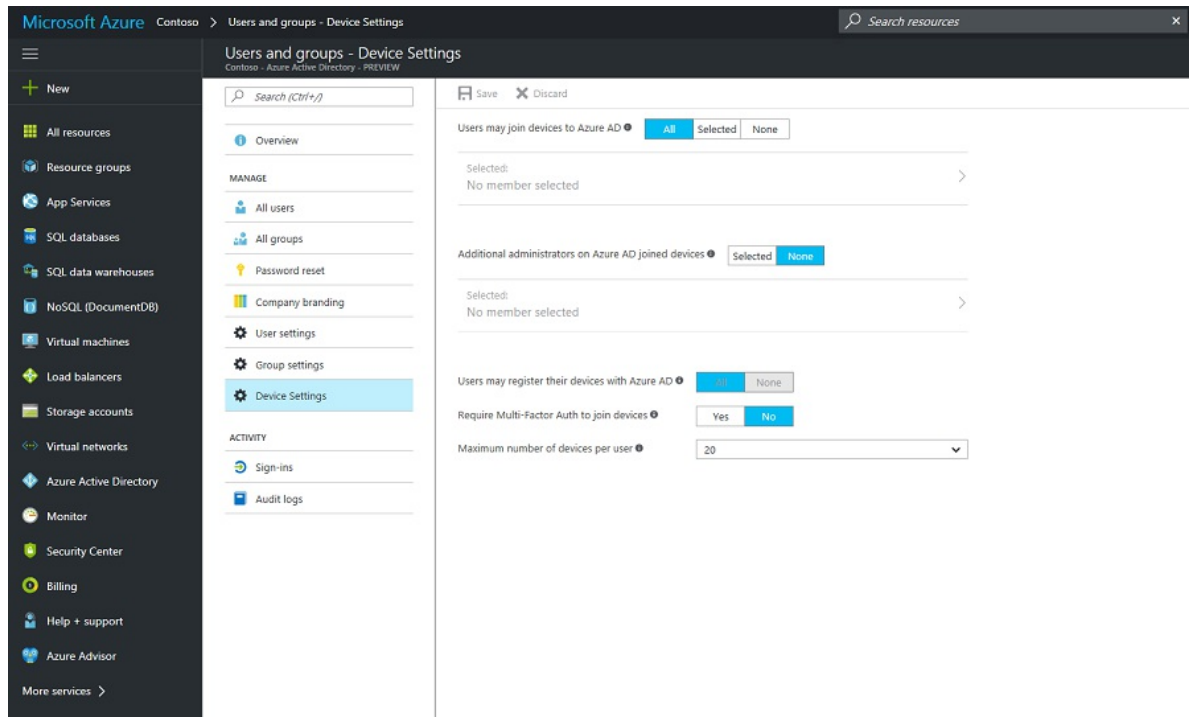 Microsoft Azure Contoso > Users and groups - Device Settings
Search resources
Users and groups - Device Settings
Contoso - Azure Active Directory - PREVIEW
New
All resources
Resource groups
App Services
SQL databases
SQL data warehouses
NoSQL (DocumentDB)
Virtual machines
Load balancers
Storage accounts
Virtual networks
Azure Active Directory
Monitor
Security Center
Billing
Help + support
Azure Advisor
More services >
Search (Ctrl+/)
Overview
MANAGE
All users
All groups
Password reset
Company branding
User settings
Group settings
Device Settings
ACTIVITY
Sign-ins
Audit logs
Save Discard
Users may join devices to Azure AD All Selected None
Selected:
No member selected
Additional administrators on Azure AD joined devices Selected None
Selected:
No member selected
Users may register their devices with Azure AD All None
Require Multi-Factor Auth to join devices Yes No
Maximum number of devices per user 20